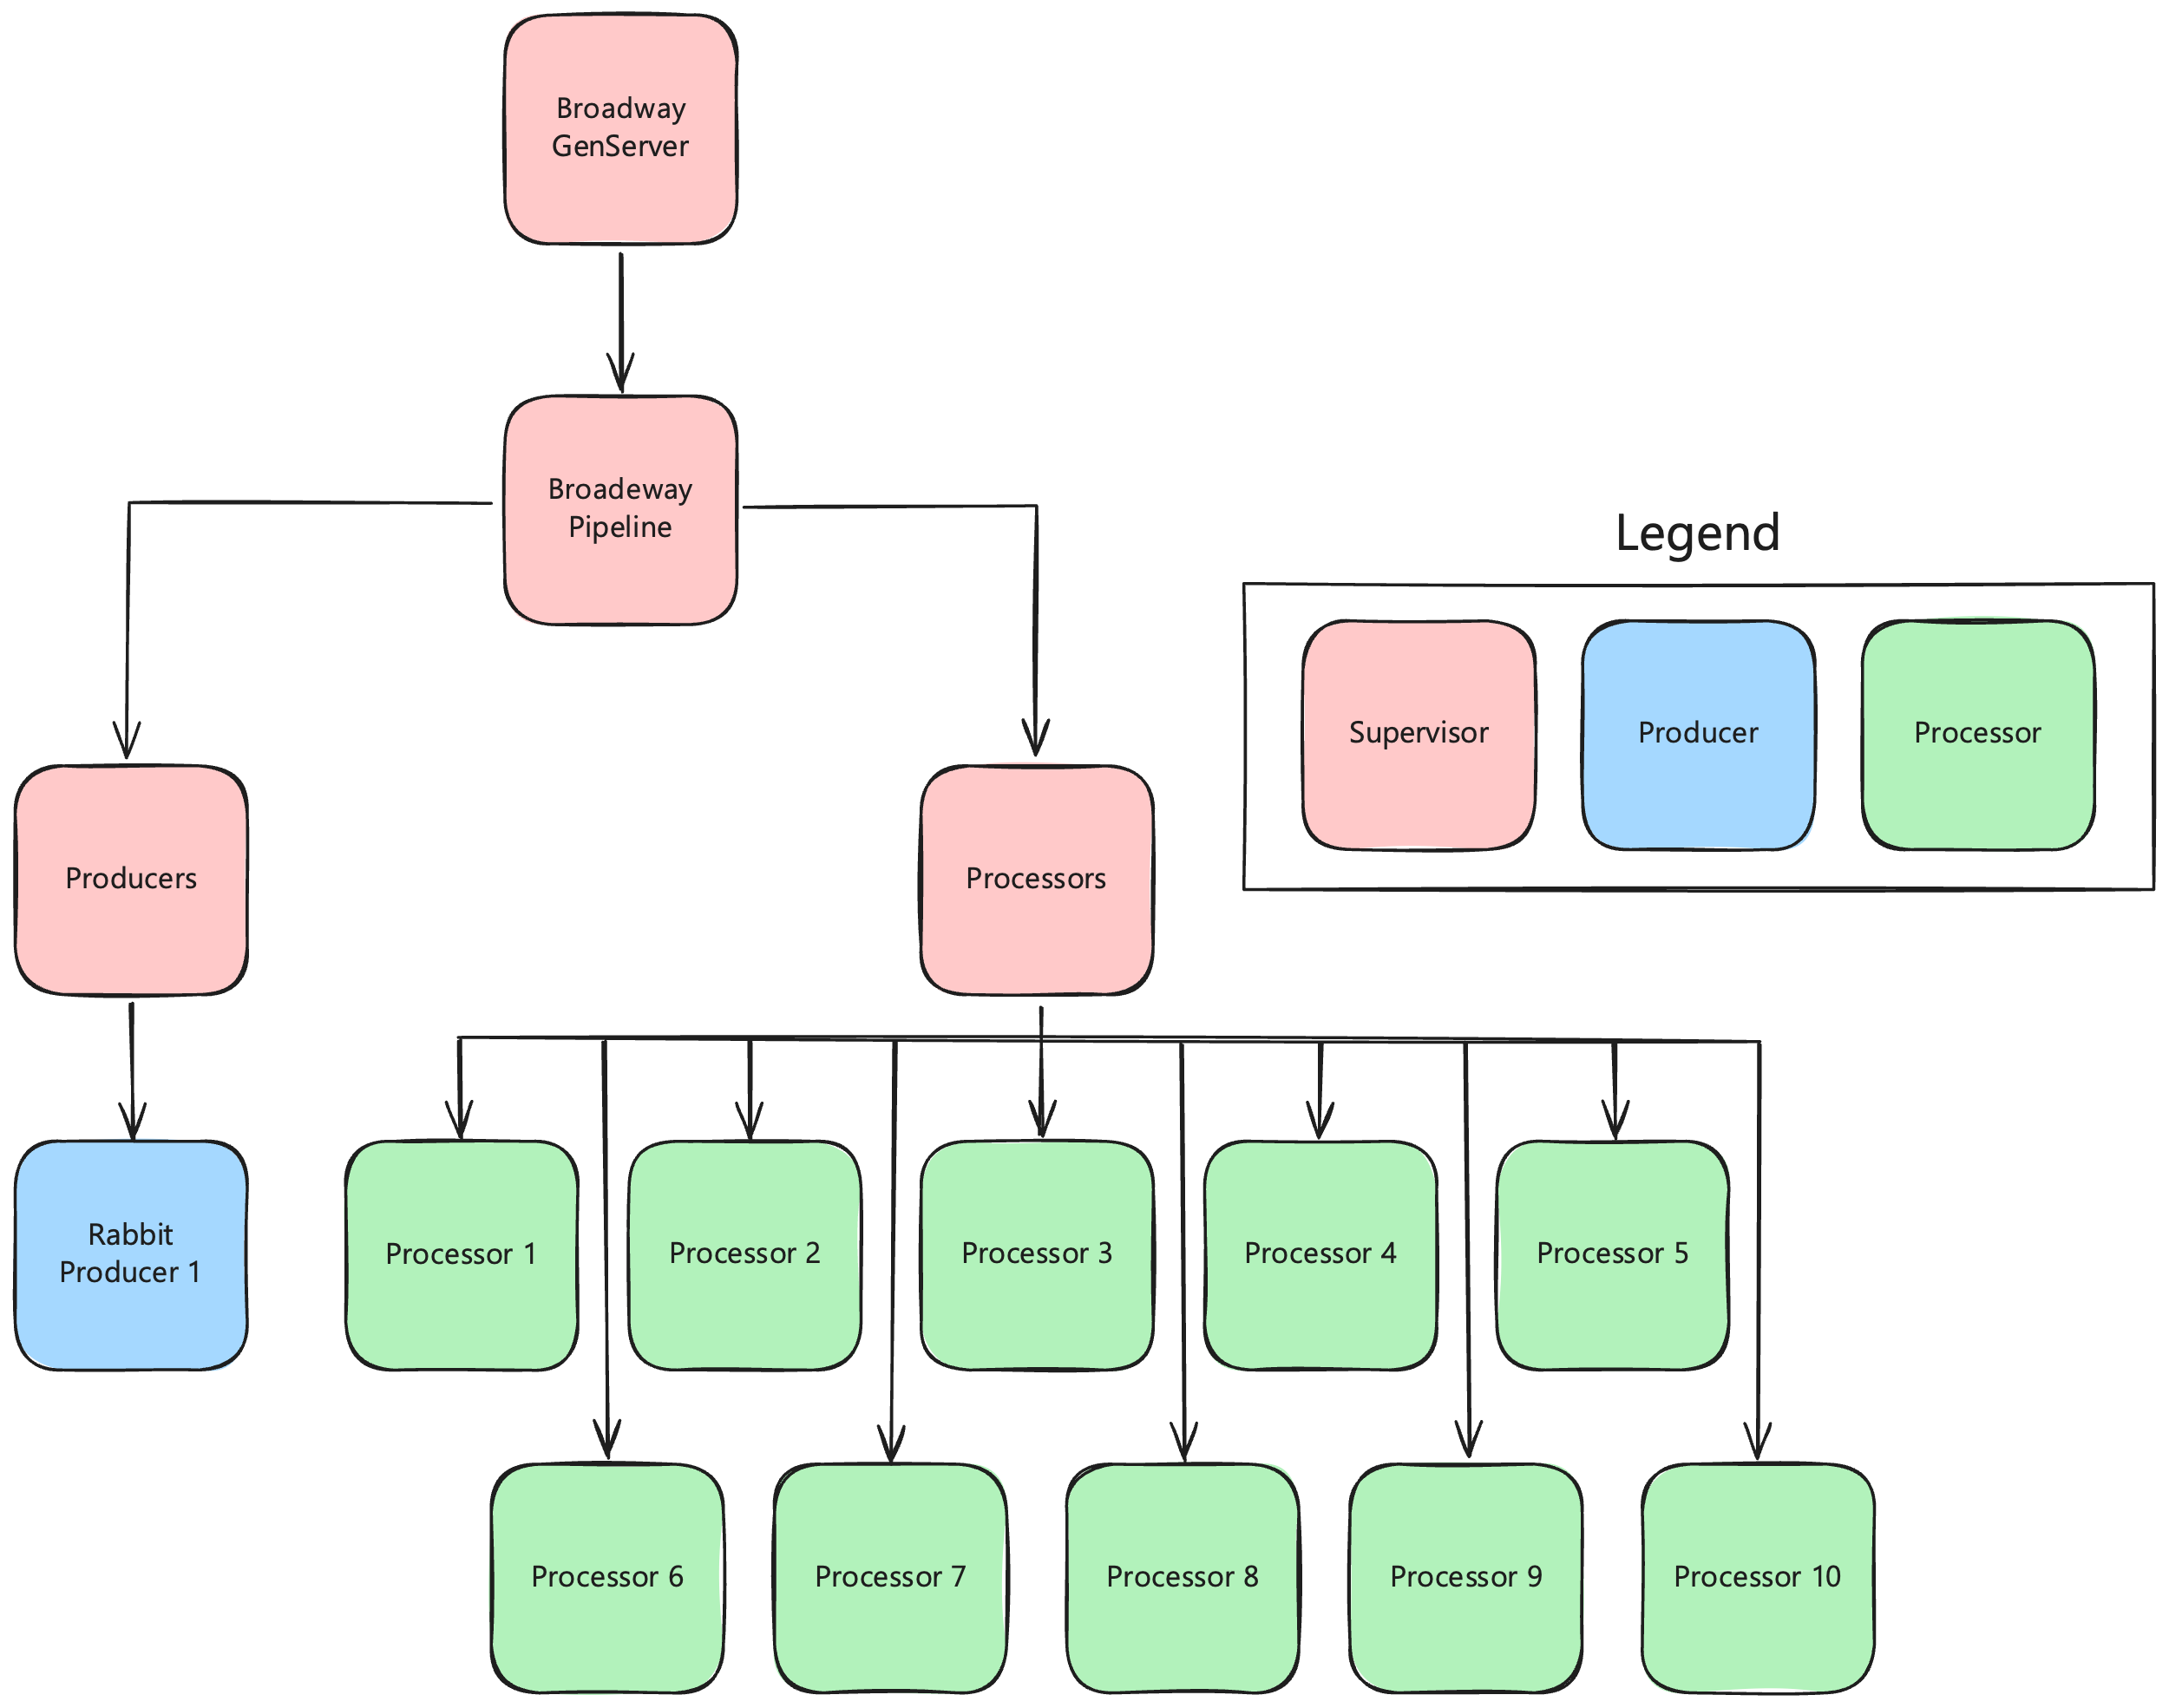 Broadway
GenServer
Broadeway
Pipeline
Legend
Supervisor
Producer
Processor
Producers
Processors
Rabbit
Producer 1
Processor 1
Processor 2
Processor 3
Processor 4
Processor 5
Processor 6
Processor 7
Processor 8
Processor 9
Processor 10